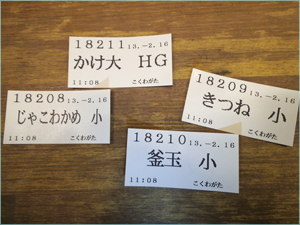 18211 13.-2.16
かけ大 HG
11:08 こくわがた
18209 13.-2.16
きつね 小
11:08 こくわがた
18208 13.-2.16
じゃこわかめ 小
11:08 こくわがた
18210 13.-2.16
釜玉 小
11:08 こくわがた